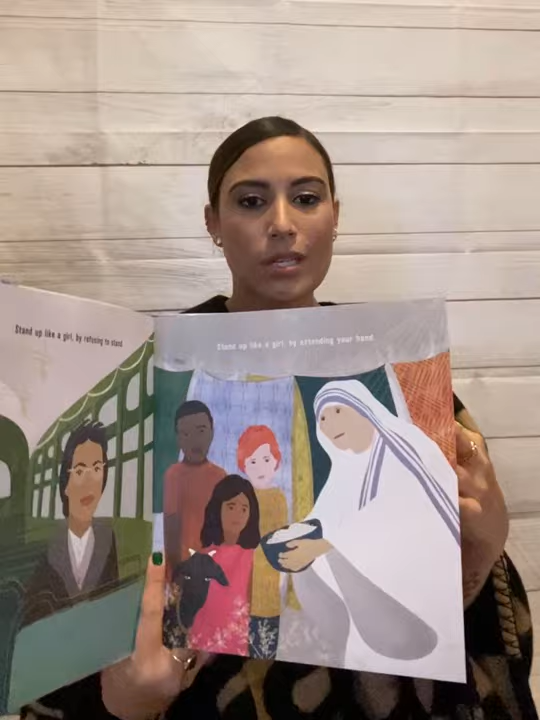 Stand up like a girl, by refusing to stand
Stand up like a girl, by extending your hand